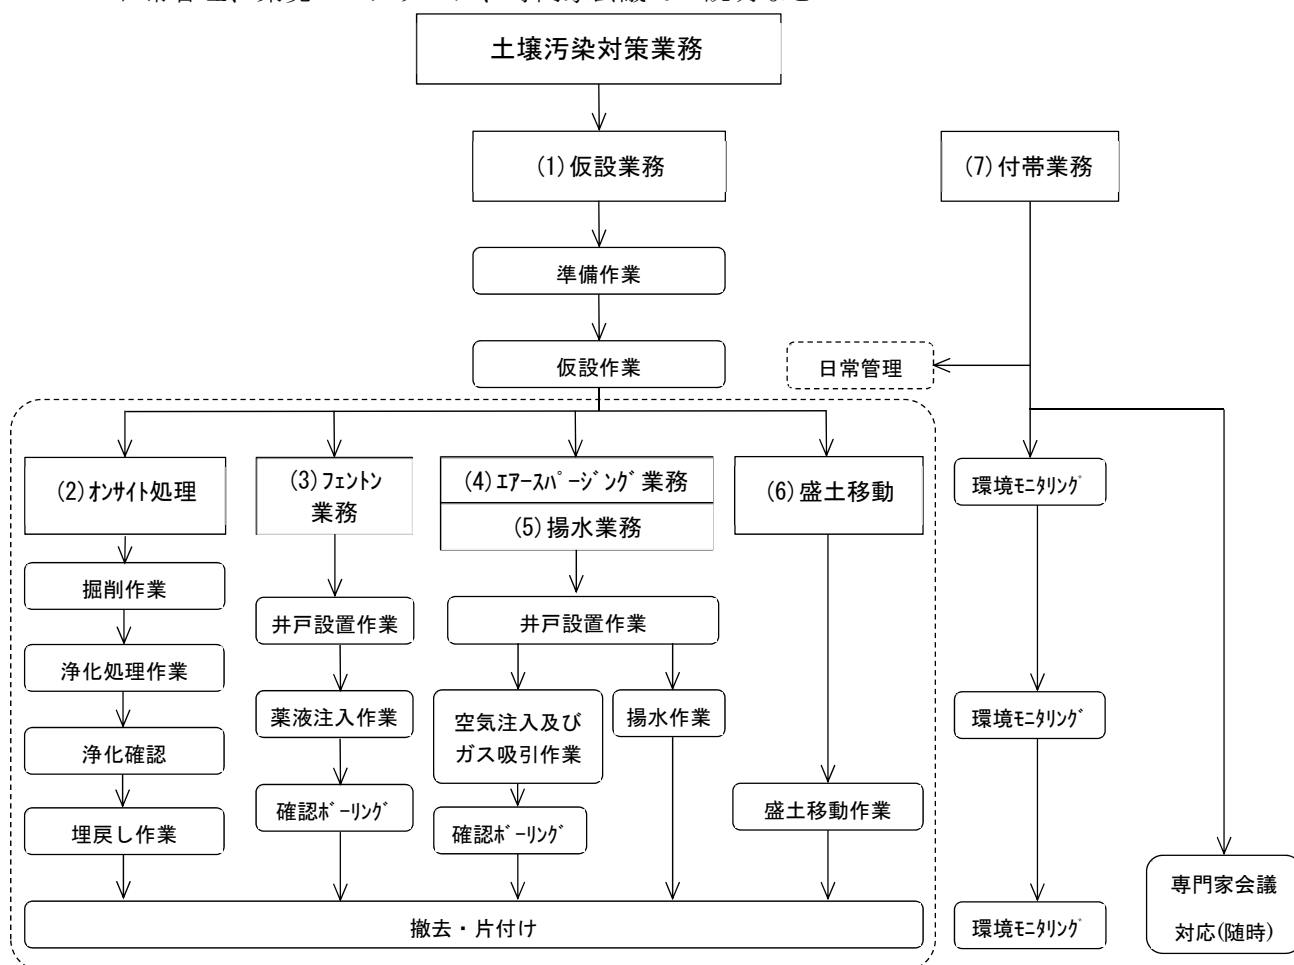 土壌汚染対策業務
(1)仮設業務
(7)付帯業務
準備作業
仮設作業
日常管理
(2)ｵﾝｻｲﾄ処理
(3)ﾌｪﾝﾄﾝ
業務
(4)ｴｱｰｽﾊﾟｰｼﾞﾝｸﾞ業務
(5)揚水業務
(6)盛土移動
環境ﾓﾆﾀﾘﾝｸﾞ
掘削作業
井戸設置作業
井戸設置作業
浄化処理作業
薬液注入作業
空気注入及び
ガス吸引作業
揚水作業
環境ﾓﾆﾀﾘﾝｸﾞ
浄化確認
確認ﾎﾞｰﾘﾝｸﾞ
盛土移動作業
埋戻し作業
確認ﾎﾞｰﾘﾝｸﾞ
専門家会議
対応(随時)
撤去・片付け
環境ﾓﾆﾀﾘﾝｸﾞ